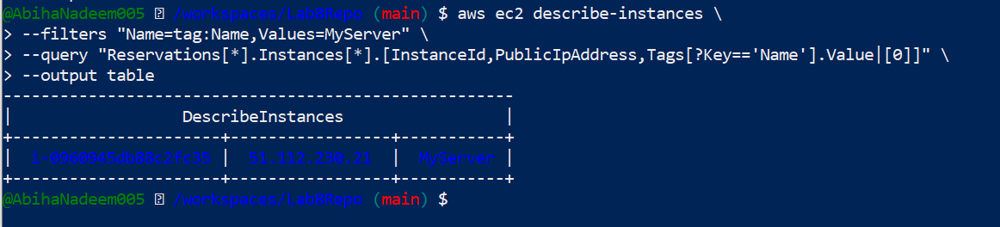 @AbihaNadeem005 /workspaces/Lab8Repo (main) $ aws ec2 describe-instances \
> --filters "Name=tag:Name,Values=MyServer" \
> --query "Reservations[*].Instances[*].[InstanceId,PublicIpAddress,Tags[?Key=='Name'].Value|[0]]" \
> --output table
-----------------------------------------------------
| DescribeInstances |
+----------------------+-----------------+-----------+
| i-0960945db88c2fc35 | 51.112.230.21 | MyServer |
+----------------------+-----------------+-----------+
@AbihaNadeem005 /workspaces/Lab8Repo (main) $